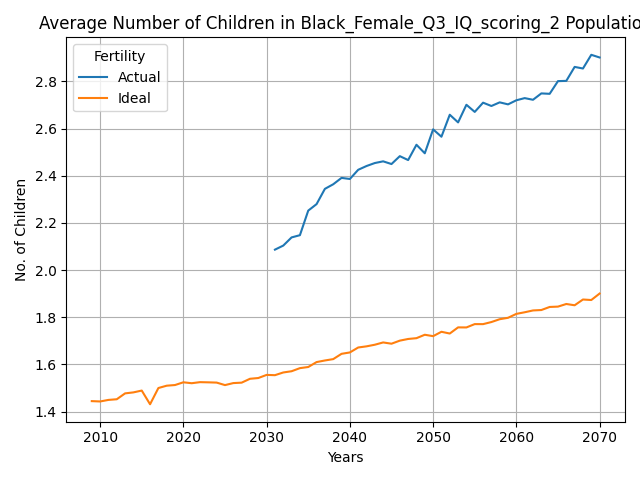 Average Number of Children in Black_Female_Q3_IQ_scoring_2 Populatio
Fertility
Actual
Ideal
No. of Children
2.8
2.6
2.4
2.2
2.0
1.8
1.6
1.4
2010 2020 2030 2040 2050 2060 2070
Years